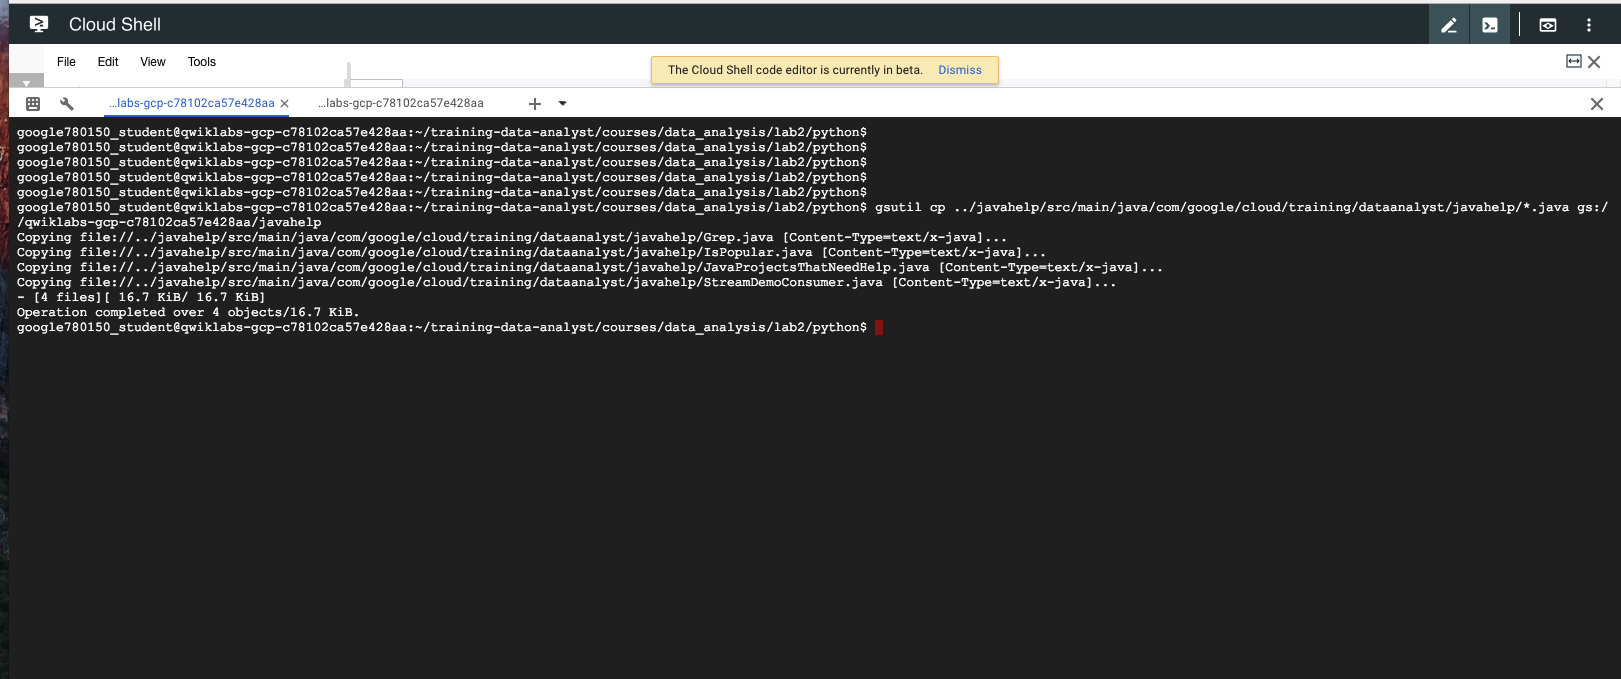 Cloud Shell
File Edit View Tools
The Cloud Shell code editor is currently in beta. Dismiss
...labs-gcp-c78102ca57e428aa × ...labs-gcp-c78102ca57e428aa
google780150_student@qwiklabs-gcp-c78102ca57e428aa:~/training-data-analyst/courses/data_analysis/lab2/python$
google780150_student@qwiklabs-gcp-c78102ca57e428aa:~/training-data-analyst/courses/data_analysis/lab2/python$
google780150_student@qwiklabs-gcp-c78102ca57e428aa:~/training-data-analyst/courses/data_analysis/lab2/python$
google780150_student@qwiklabs-gcp-c78102ca57e428aa:~/training-data-analyst/courses/data_analysis/lab2/python$
google780150_student@qwiklabs-gcp-c78102ca57e428aa:~/training-data-analyst/courses/data_analysis/lab2/python$
google780150_student@qwiklabs-gcp-c78102ca57e428aa:~/training-data-analyst/courses/data_analysis/lab2/python$ gsutil cp ../javahelp/src/main/java/com/google/cloud/training/dataanalyst/javahelp/*.java gs:/
/qwiklabs-gcp-c78102ca57e428aa/javahelp
Copying file://../javahelp/src/main/java/com/google/cloud/training/dataanalyst/javahelp/Grep.java [Content-Type=text/x-java]...
Copying file://../javahelp/src/main/java/com/google/cloud/training/dataanalyst/javahelp/IsPopular.java [Content-Type=text/x-java]...
Copying file://../javahelp/src/main/java/com/google/cloud/training/dataanalyst/javahelp/JavaProjectsThatNeedHelp.java [Content-Type=text/x-java]...
Copying file://../javahelp/src/main/java/com/google/cloud/training/dataanalyst/javahelp/StreamDemoConsumer.java [Content-Type=text/x-java]...
- [4 files][ 16.7 KiB/ 16.7 KiB]
Operation completed over 4 objects/16.7 KiB.
google780150_student@qwiklabs-gcp-c78102ca57e428aa:~/training-data-analyst/courses/data_analysis/lab2/python$